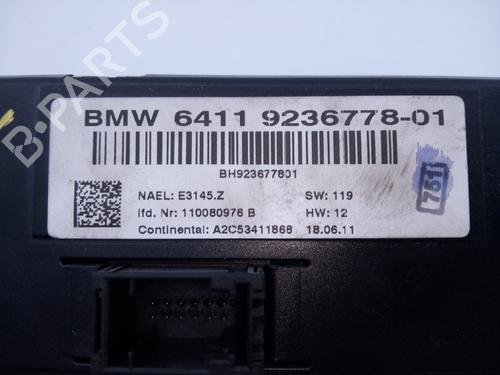 BMW 6411 9236778-01
BH923677801
NAEL: E3145.Z SW: 119
lfd. Nr: 110080976 B HW: 12
Continental: A2C53411868 18.06.11
751
B-PARTS